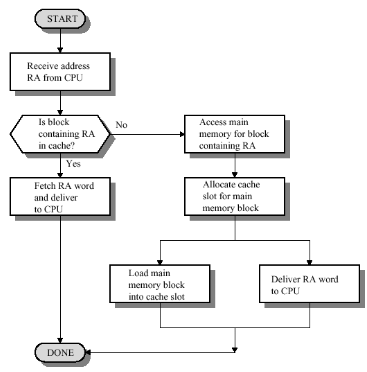 START
Receive address
RA from CPU
Is block
containing RA
in cache?
No
Access main
memory for block
containing RA
Yes
Fetch RA word
and deliver
to CPU
Allocate cache
slot for main
memory block
Load main
memory block
into cache slot
Deliver RA word
to CPU
DONE